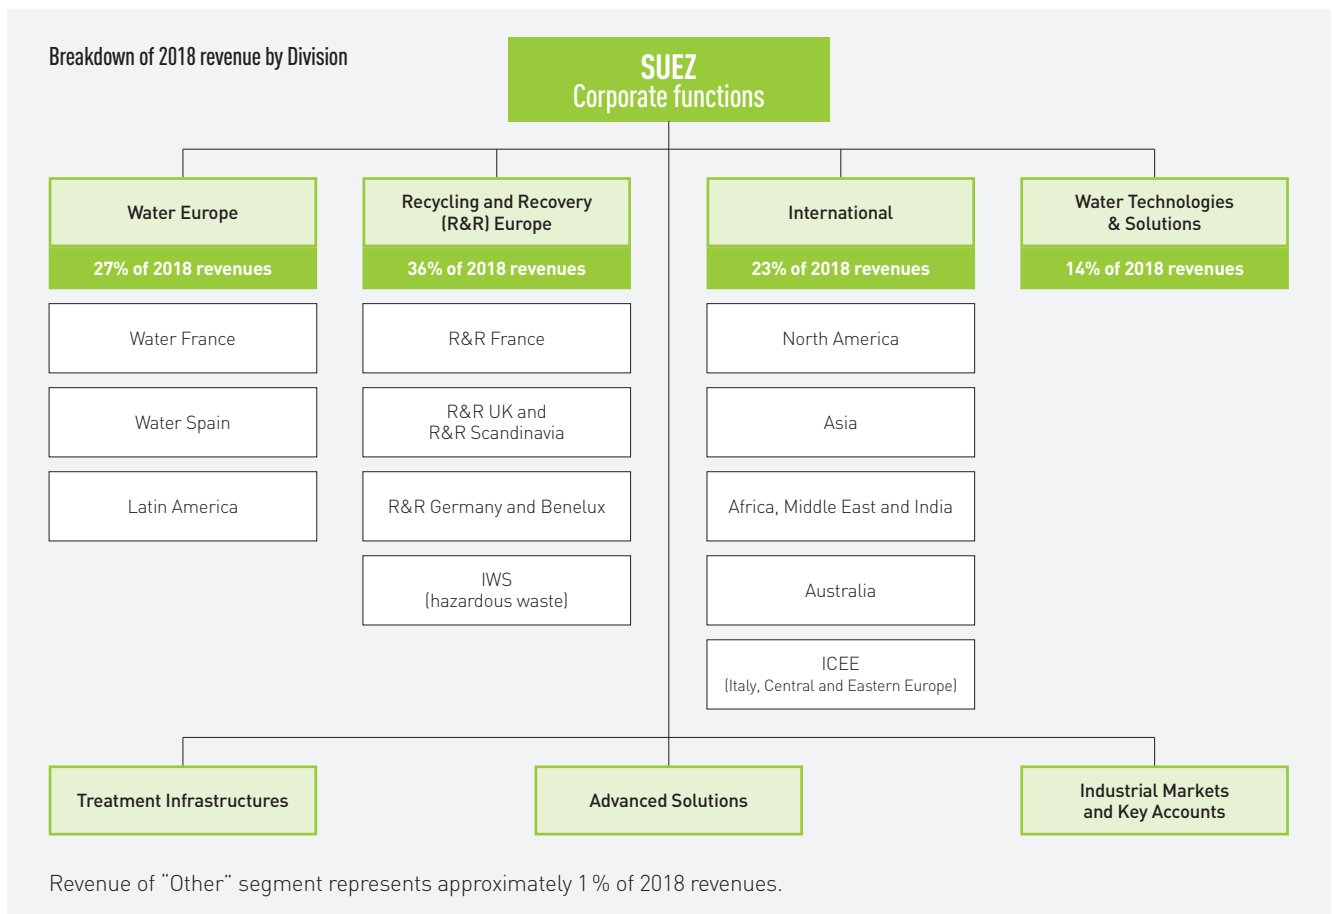 Breakdown of 2018 revenue by Division
SUEZ
Corporate functions
Water Europe
27% of 2018 revenues
Water France
Water Spain
Latin America
Recycling and Recovery
(R&R) Europe
36% of 2018 revenues
R&R France
R&R UK and
R&R Scandinavia
R&R Germany and Benelux
IWS
(hazardous waste)
International
23% of 2018 revenues
North America
Asia
Africa, Middle East and India
Australia
ICEE
(Italy, Central and Eastern Europe)
Water Technologies
& Solutions
14% of 2018 revenues
Treatment Infrastructures
Advanced Solutions
Industrial Markets
and Key Accounts
Revenue of “Other” segment represents approximately 1% of 2018 revenues.